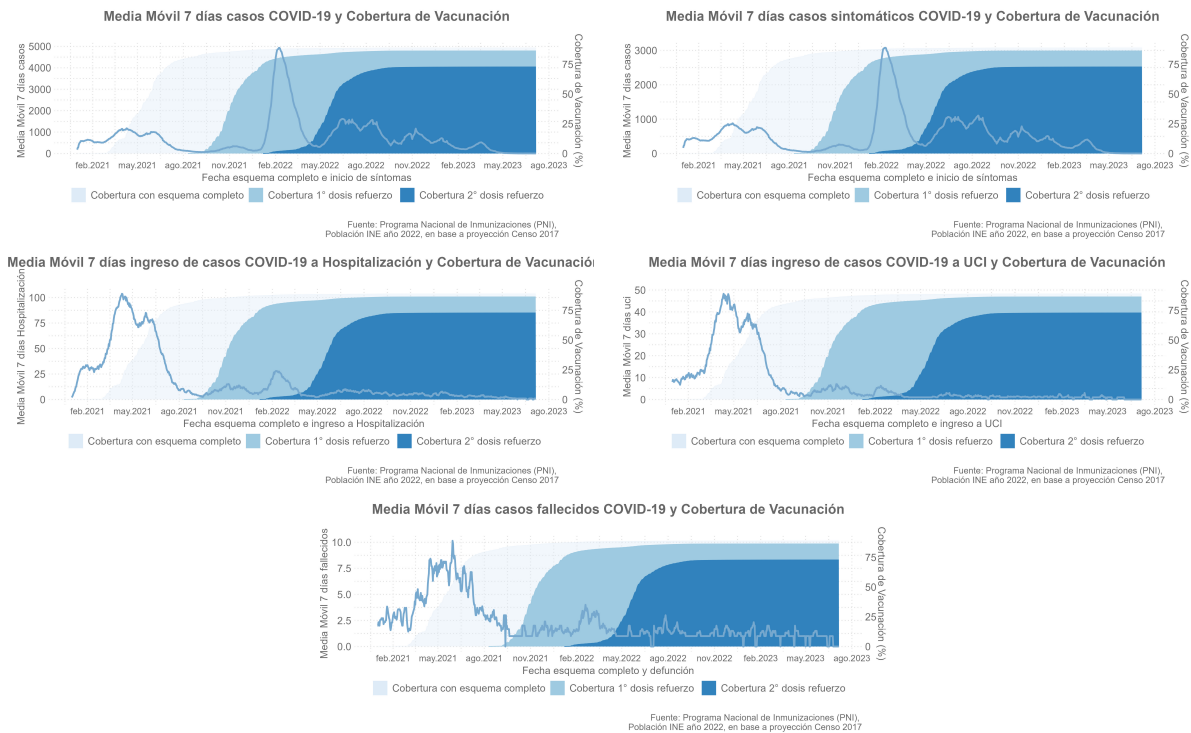 Media Móvil 7 días casos COVID-19 y Cobertura de Vacunación
Media Móvil 7 días casos
5000
4000
3000
2000
1000
0
Cobertura de Vacunación (%)
75
50
25
0
feb.2021 may.2021 ago.2021 nov.2021 feb.2022 may.2022 ago.2022 nov.2022 feb.2023 may.2023 ago.2023
Fecha esquema completo e inicio de síntomas
Cobertura con esquema completo Cobertura 1° dosis refuerzo Cobertura 2° dosis refuerzo
Fuente: Programa Nacional de Inmunizaciones (PNI),
Población INE año 2022, en base a proyección Censo 2017
Media Móvil 7 días casos sintomáticos COVID-19 y Cobertura de Vacunación
Media Móvil 7 días casos
3000
2000
1000
0
Cobertura de Vacunación (%)
75
50
25
0
feb.2021 may.2021 ago.2021 nov.2021 feb.2022 may.2022 ago.2022 nov.2022 feb.2023 may.2023 ago.2023
Fecha esquema completo e inicio de síntomas
Cobertura con esquema completo Cobertura 1° dosis refuerzo Cobertura 2° dosis refuerzo
Fuente: Programa Nacional de Inmunizaciones (PNI),
Población INE año 2022, en base a proyección Censo 2017
Media Móvil 7 días ingreso de casos COVID-19 a Hospitalización y Cobertura de Vacunación
Media Móvil 7 días Hospitalización
100
75
50
25
0
Cobertura de Vacunación (%)
75
50
25
0
feb.2021 may.2021 ago.2021 nov.2021 feb.2022 may.2022 ago.2022 nov.2022 feb.2023 may.2023 ago.2023
Fecha esquema completo e ingreso a Hospitalización
Cobertura con esquema completo Cobertura 1° dosis refuerzo Cobertura 2° dosis refuerzo
Fuente: Programa Nacional de Inmunizaciones (PNI),
Población INE año 2022, en base a proyección Censo 2017
Media Móvil 7 días ingreso de casos COVID-19 a UCI y Cobertura de Vacunación
Media Móvil 7 días uci
50
40
30
20
10
0
Cobertura de Vacunación (%)
75
50
25
0
feb.2021 may.2021 ago.2021 nov.2021 feb.2022 may.2022 ago.2022 nov.2022 feb.2023 may.2023 ago.2023
Fecha esquema completo e ingreso a UCI
Cobertura con esquema completo Cobertura 1° dosis refuerzo Cobertura 2° dosis refuerzo
Fuente: Programa Nacional de Inmunizaciones (PNI),
Población INE año 2022, en base a proyección Censo 2017
Media Móvil 7 días casos fallecidos COVID-19 y Cobertura de Vacunación
Media Móvil 7 días fallecidos
10.0
7.5
5.0
2.5
0.0
Cobertura de Vacunación (%)
75
50
25
0
feb.2021 may.2021 ago.2021 nov.2021 feb.2022 may.2022 ago.2022 nov.2022 feb.2023 may.2023 ago.2023
Fecha esquema completo y defunción
Cobertura con esquema completo Cobertura 1° dosis refuerzo Cobertura 2° dosis refuerzo
Fuente: Programa Nacional de Inmunizaciones (PNI),
Población INE año 2022, en base a proyección Censo 2017